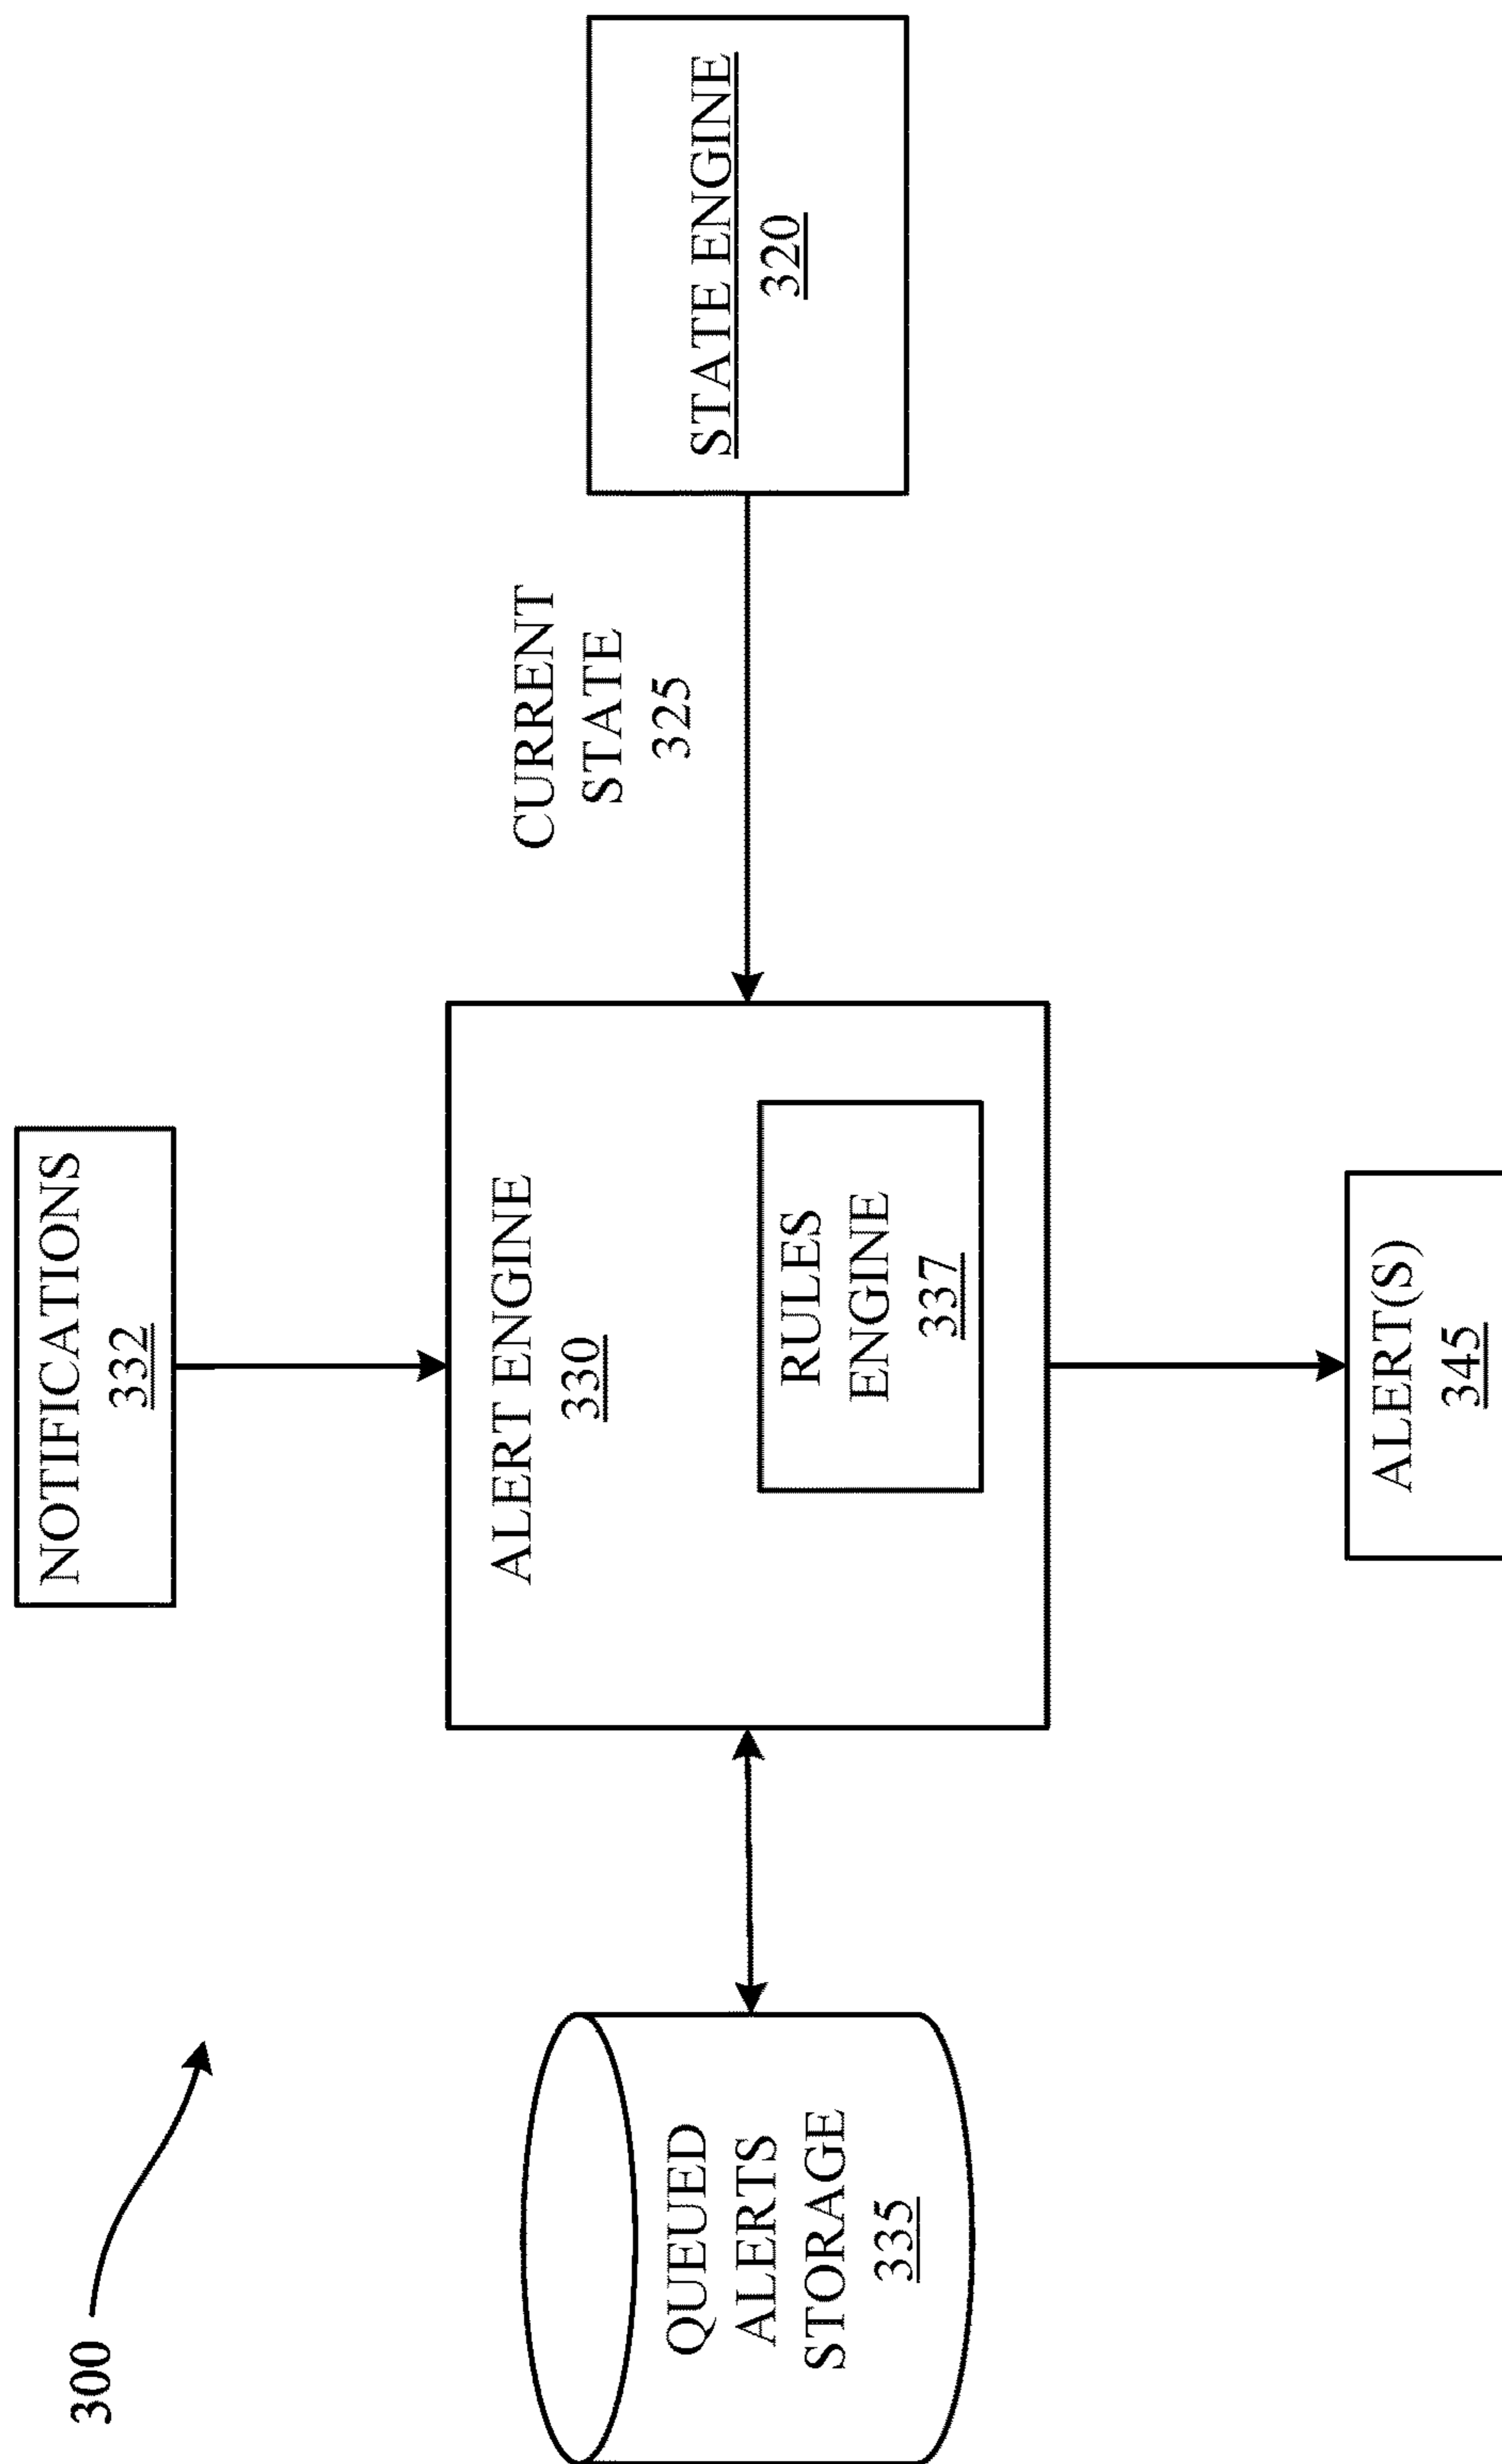 300
NOTIFICATIONS
332
QUEUED
ALERTS
STORAGE
335
ALERT ENGINE
330
RULES
ENGINE
337
CURRENT
STATE
325
STATE ENGINE
320
ALERT(S)
345